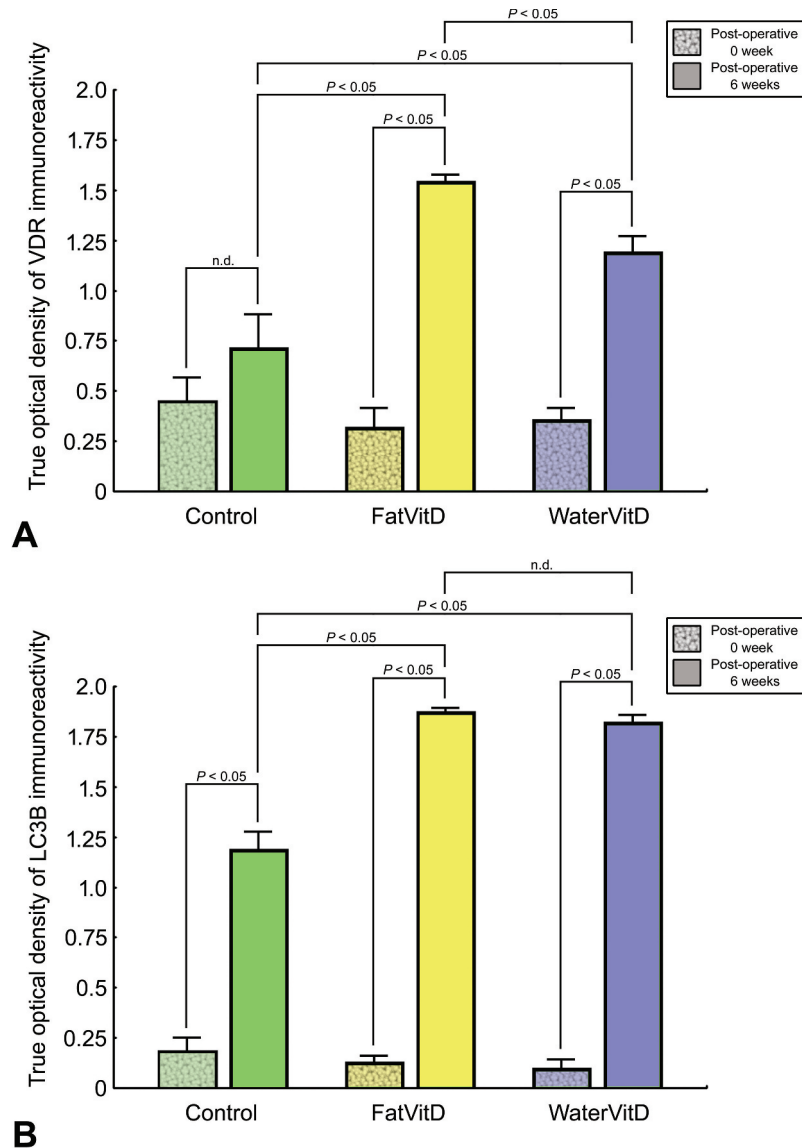 P < 0.05
Post-operative
0 week
Post-operative
6 weeks
P < 0.05
P < 0.05
P < 0.05
P < 0.05
n.d.
True optical density of VDR immunoreactivity
2.0
1.75
1.5
1.25
1.0
0.75
0.5
0.25
0
Control
FatVitD
WaterVitD
A
n.d.
P < 0.05
Post-operative
0 week
Post-operative
6 weeks
P < 0.05
P < 0.05
P < 0.05
P < 0.05
True optical density of LC3B immunoreactivity
2.0
1.75
1.5
1.25
1.0
0.75
0.5
0.25
0
Control
FatVitD
WaterVitD
B